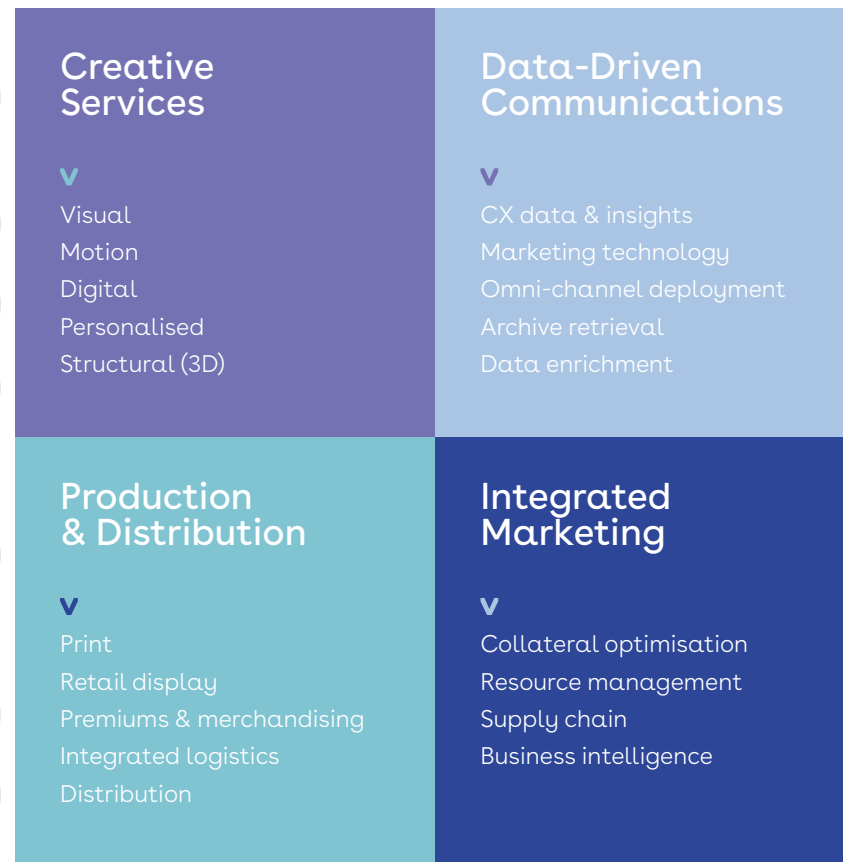 Creative
Services
v
Visual
Motion
Digital
Personalised
Structural (3D)
Data-Driven
Communications
v
CX data & insights
Marketing technology
Omni-channel deployment
Archive retrieval
Data enrichment
Production
& Distribution
v
Print
Retail display
Premiums & merchandising
Integrated logistics
Distribution
Integrated
Marketing
v
Collateral optimisation
Resource management
Supply chain
Business intelligence